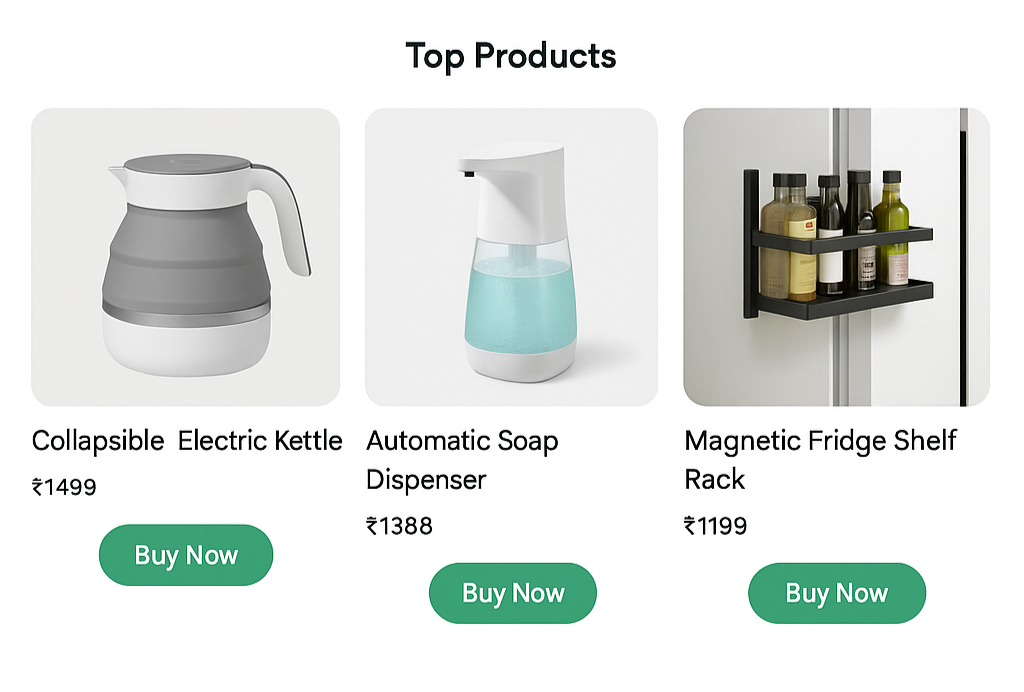 Top Products
Collapsible Electric Kettle
₹1499
Buy Now
Automatic Soap
Dispenser
₹1388
Buy Now
Magnetic Fridge Shelf
Rack
₹1199
Buy Now